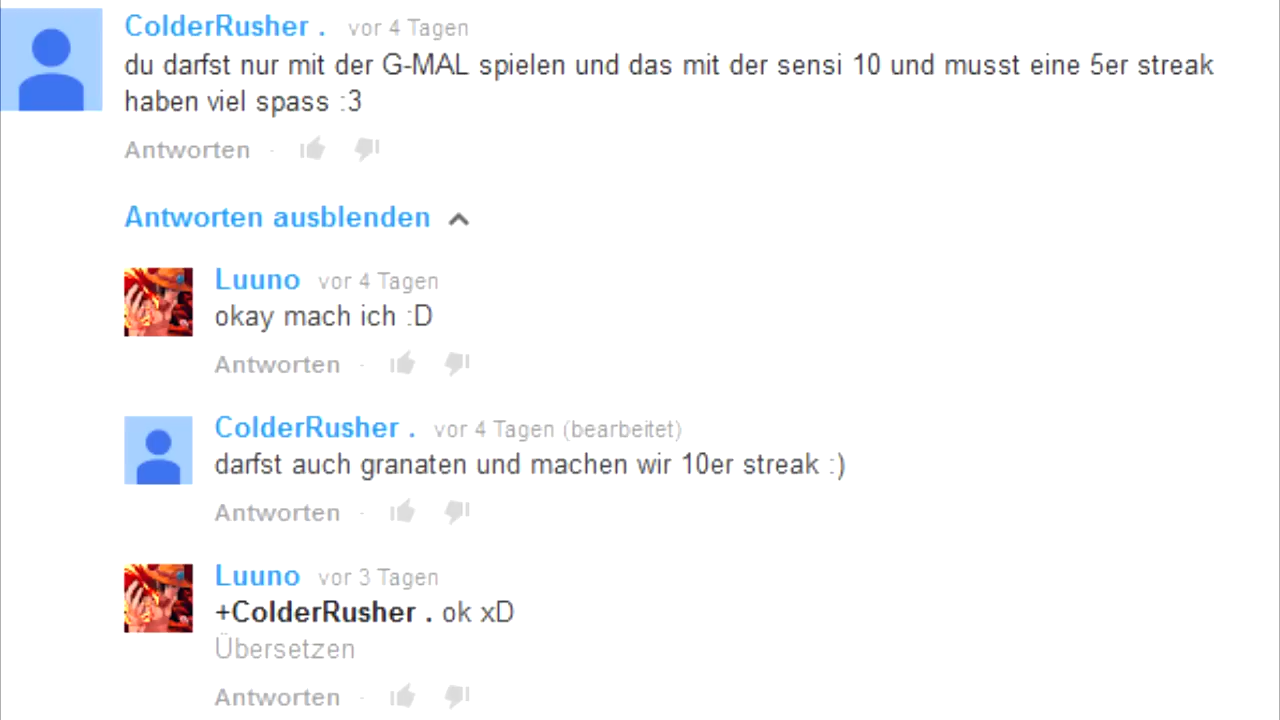 ColderRusher . vor 4 Tagen
du darfst nur mit der G-MAL spielen und das mit der sensi 10 und musst eine 5er streak
haben viel spass :3
Antworten ·
Antworten ausblenden
Luuno vor 4 Tagen
okay mach ich :D
Antworten ·
ColderRusher . vor 4 Tagen (bearbeitet)
darfst auch granaten und machen wir 10er streak :)
Antworten ·
Luuno vor 3 Tagen
+ColderRusher . ok xD
Übersetzen
Antworten ·